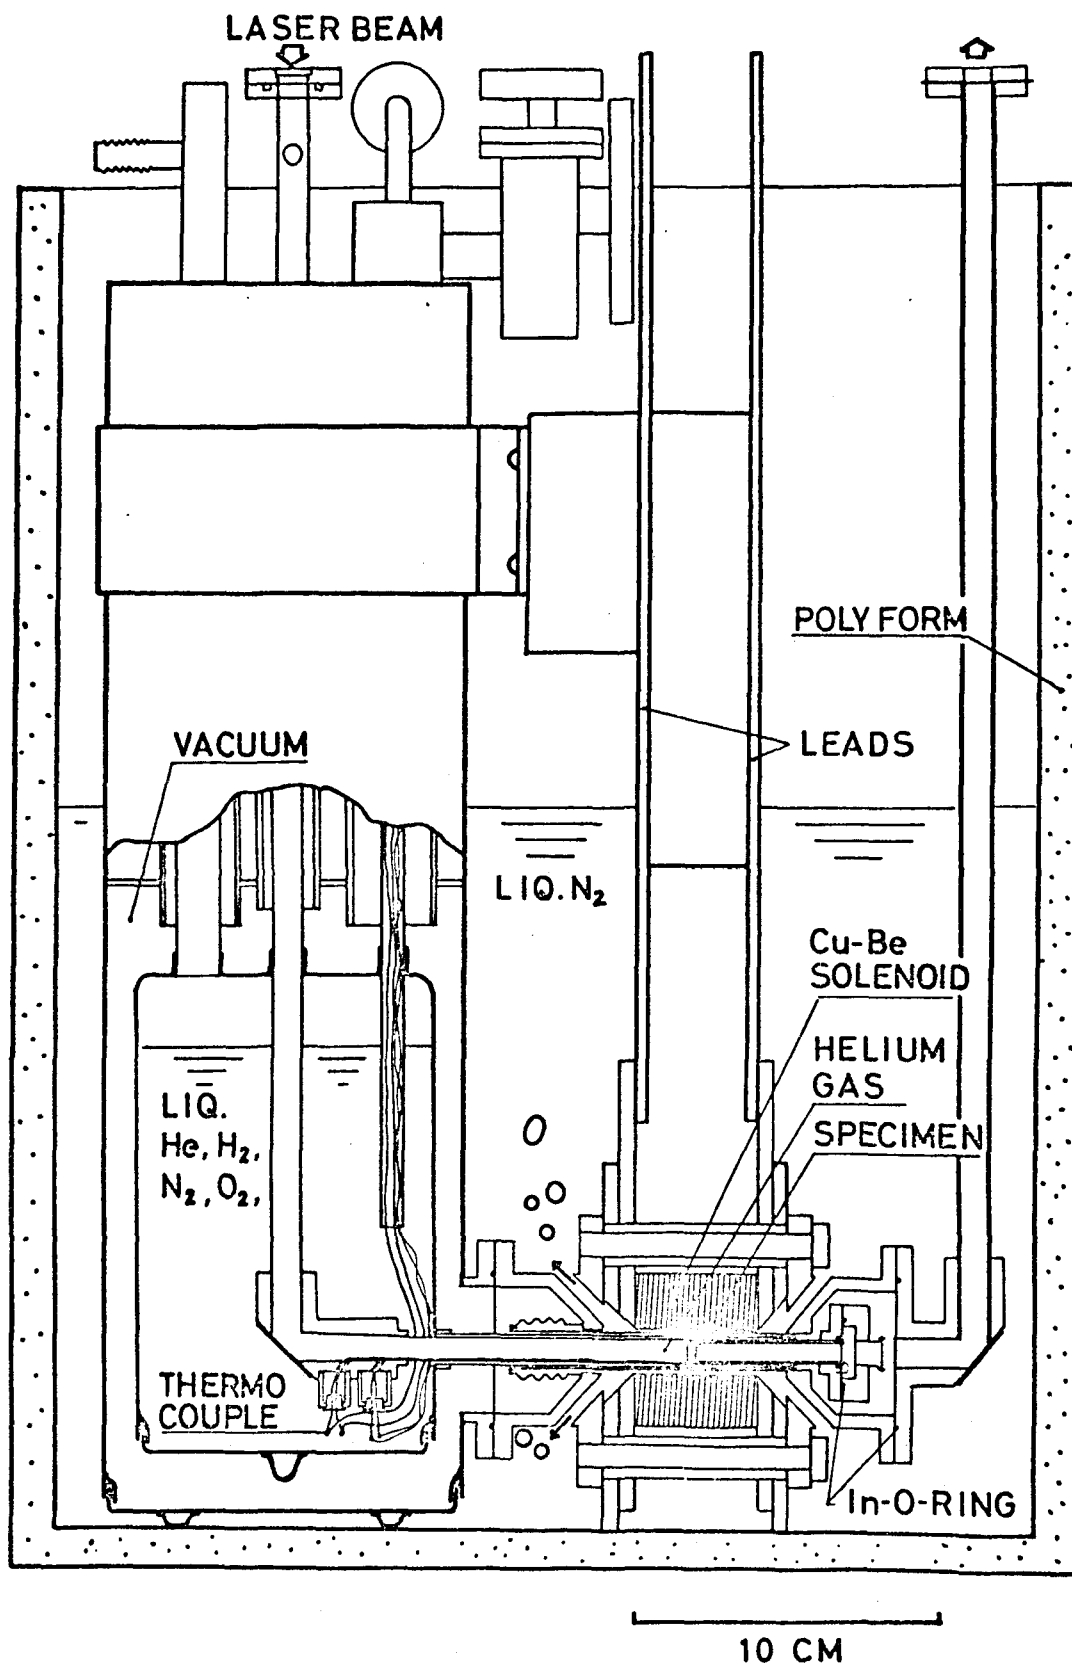 LASER BEAM
POLY FORM
LEADS
VACUUM
LIQ. N2
Cu-Be
SOLENOID
HELIUM
GAS
SPECIMEN
LIQ.
He, H2,
N2, O2,
THERMO
COUPLE
In-O-RING
10 CM